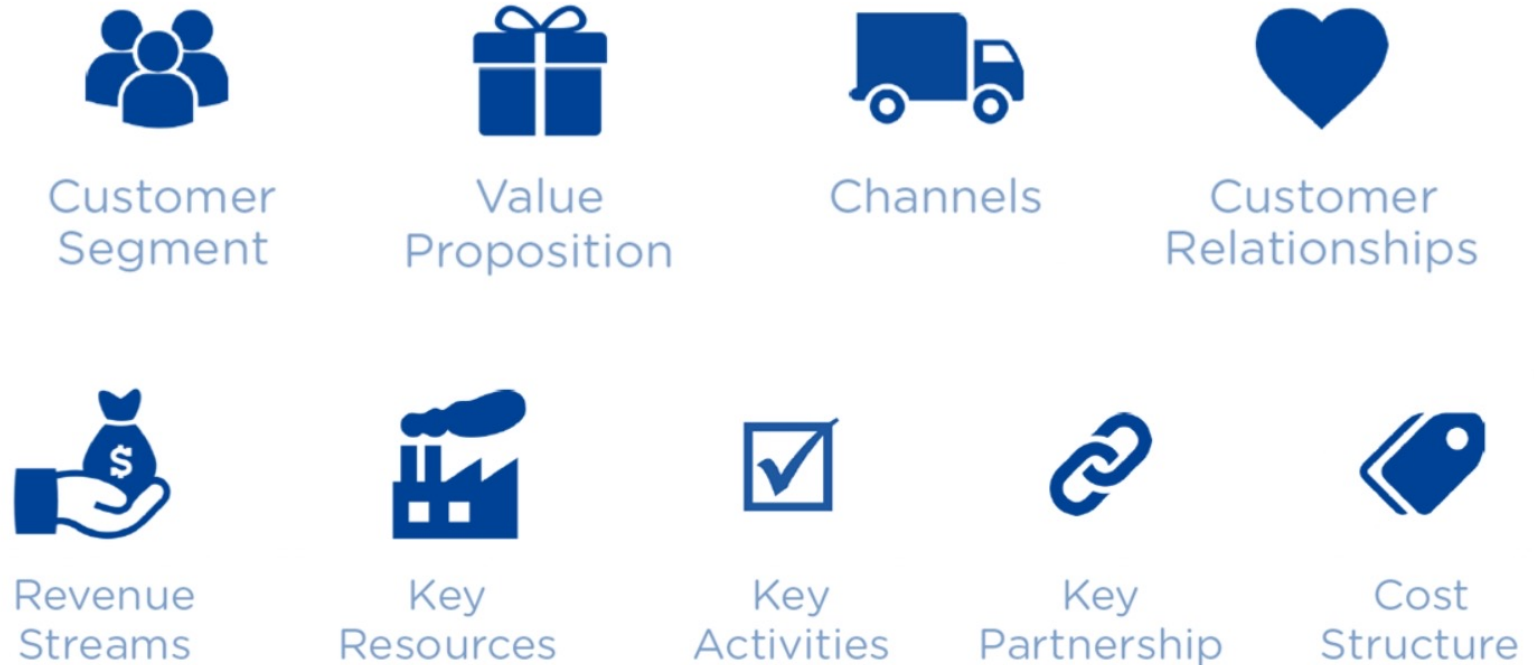 Customer
Segment
Value
Proposition
Channels
Customer
Relationships
$
Revenue
Streams
Key
Resources
Key
Activities
Key
Partnership
Cost
Structure